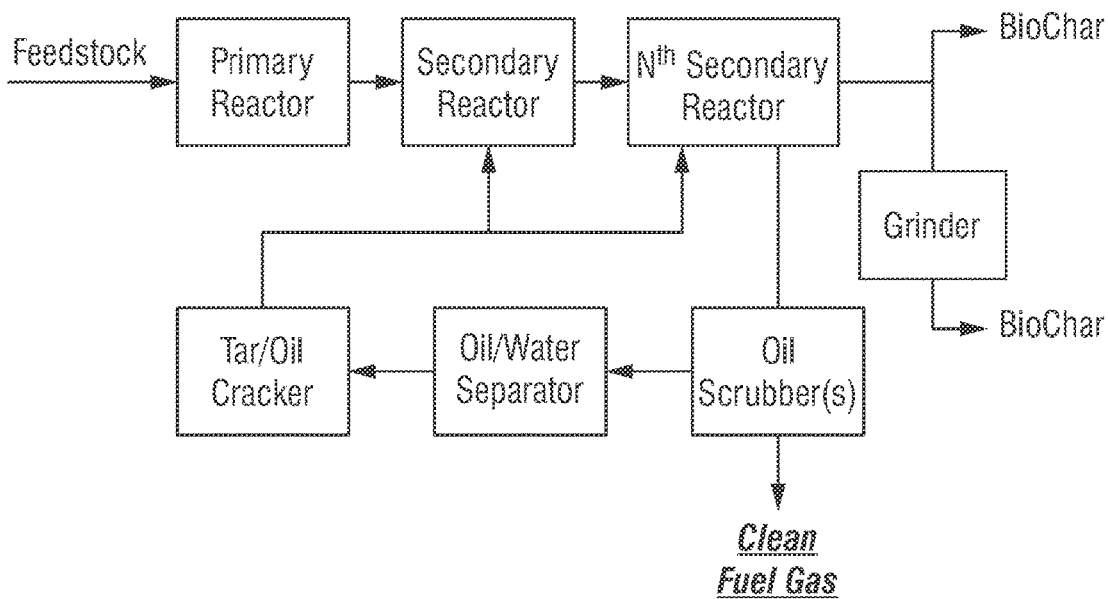 Feedstock
Primary
Reactor
Secondary
Reactor
Nth Secondary
Reactor
BioChar
Grinder
BioChar
Tar/Oil
Cracker
Oil/Water
Separator
Oil
Scrubber(s)
Clean
Fuel Gas